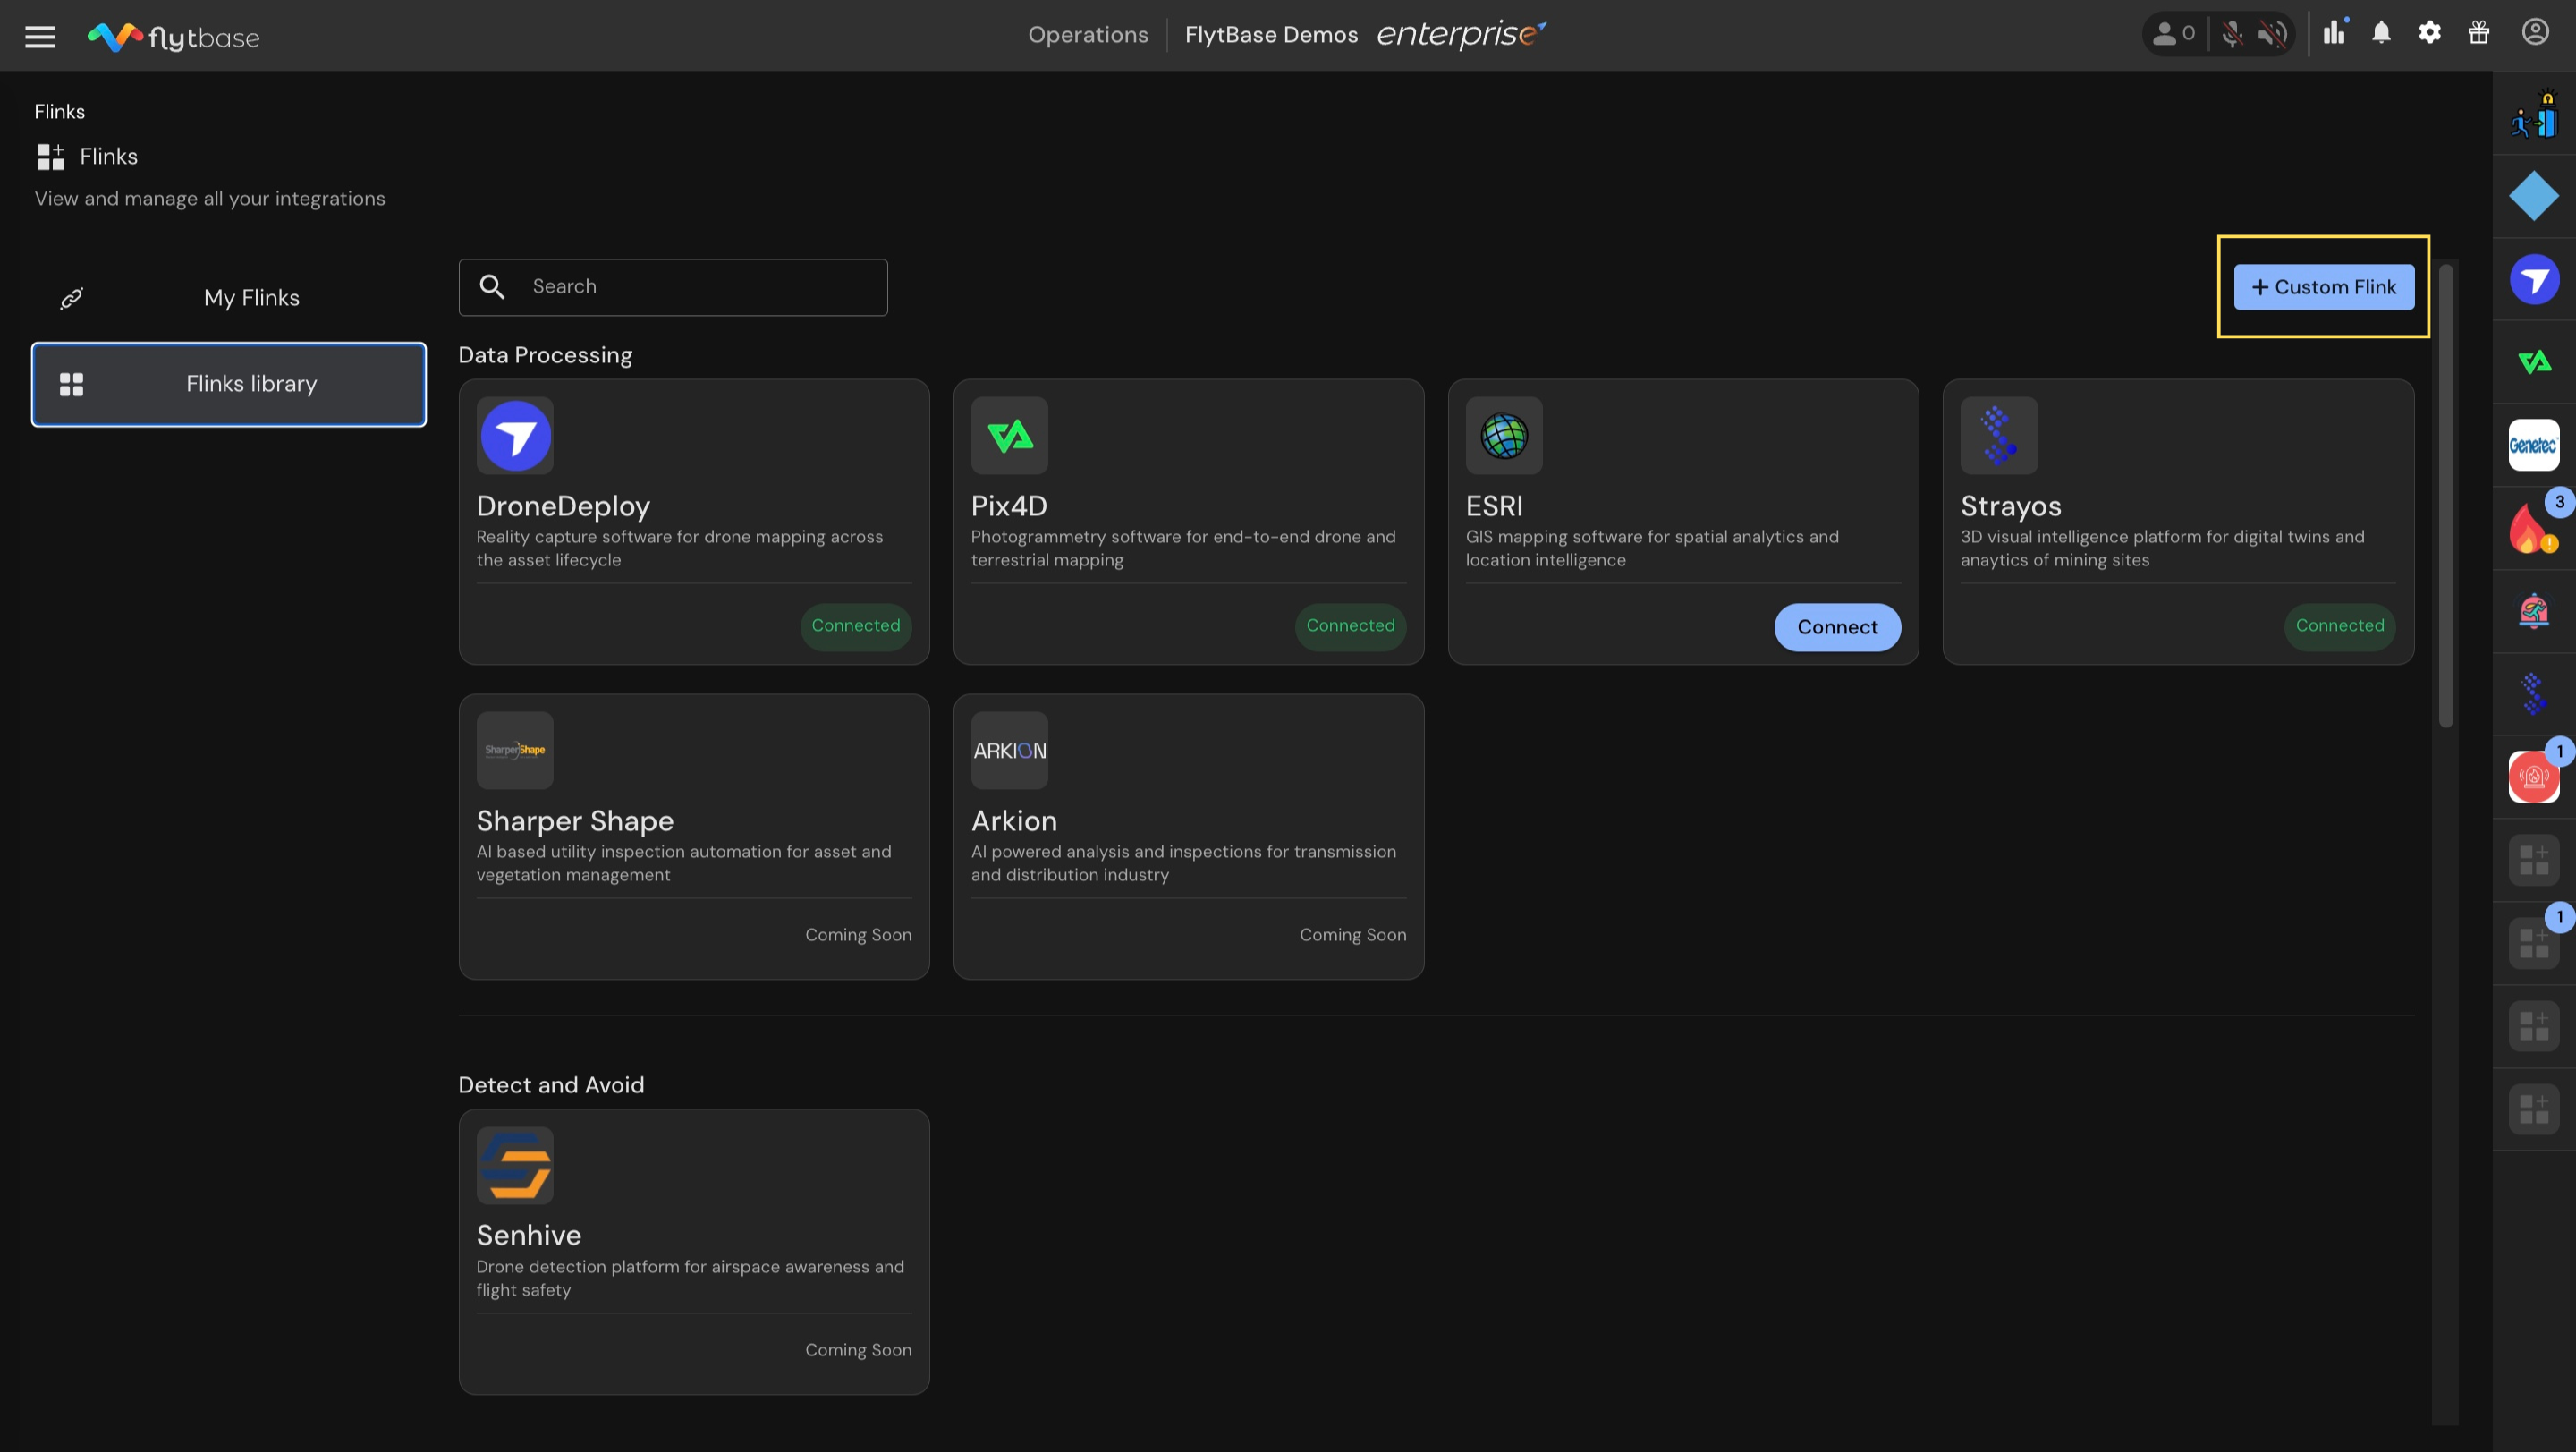 flytbase
Operations
FlytBase Demos
enterprise
0
Flinks
Flinks
View and manage all your integrations
My Flinks
Flinks library
Search
+ Custom Flink
Data Processing
DroneDeploy
Reality capture software for drone mapping across
the asset lifecycle
Connected
Pix4D
Photogrammetry software for end-to-end drone and
terrestrial mapping
Connected
ESRI
GIS mapping software for spatial analytics and
location intelligence
Connect
Strayos
3D visual intelligence platform for digital twins and
anaytics of mining sites
Connected
SharperShape
Sharper Shape
AI based utility inspection automation for asset and
vegetation management
Coming Soon
ARKION
Arkion
AI powered analysis and inspections for transmission
and distribution industry
Coming Soon
Detect and Avoid
Senhive
Drone detection platform for airspace awareness and
flight safety
Coming Soon
Genetec
3
1
1